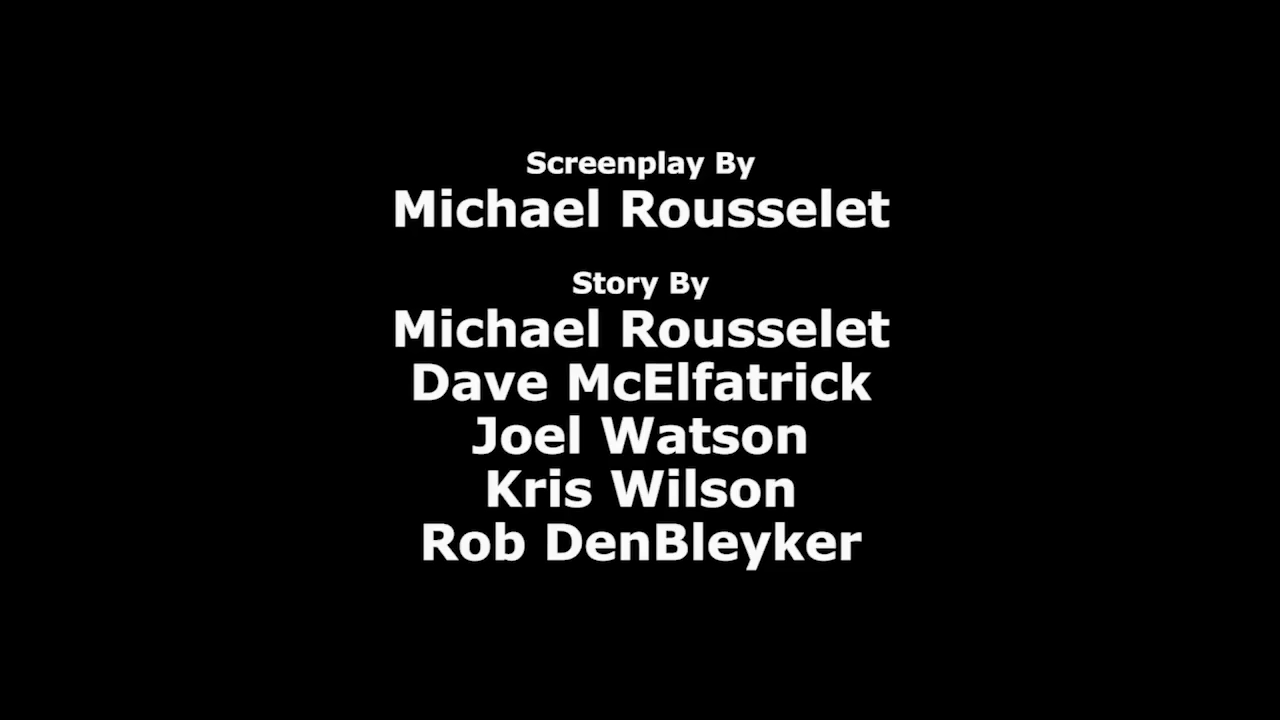 Screenplay By
Michael Rousselet
Story By
Michael Rousselet
Dave McElfatrick
Joel Watson
Kris Wilson
Rob DenBleyker